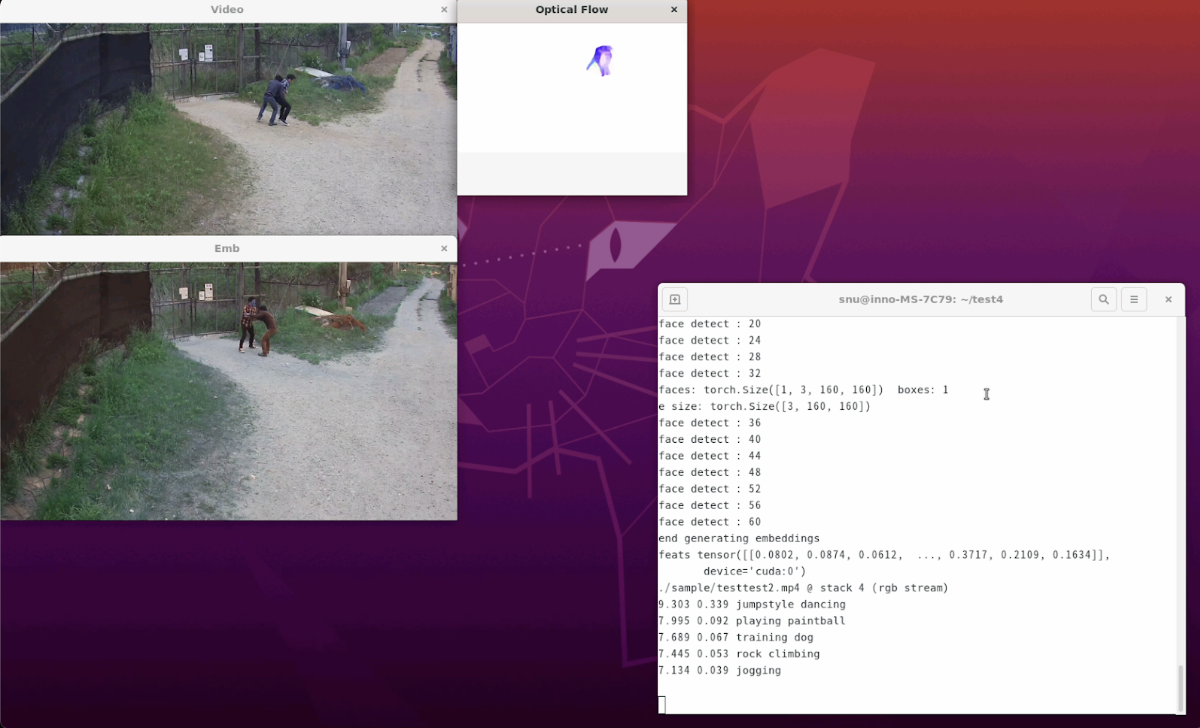 Video
Optical Flow
Emb
snu@inno-MS-7C79: ~/test4
face detect : 20
face detect : 24
face detect : 28
face detect : 32
faces: torch.Size([1, 3, 160, 160])  boxes: 1
e size: torch.Size([3, 160, 160])
face detect : 36
face detect : 40
face detect : 44
face detect : 48
face detect : 52
face detect : 56
face detect : 60
end generating embeddings
feats tensor([[0.0802, 0.0874, 0.0612,  ..., 0.3717, 0.2109, 0.1634]],
       device='cuda:0')
./sample/testtest2.mp4 @ stack 4 (rgb stream)
9.303 0.339 jumpstyle dancing
7.995 0.092 playing paintball
7.689 0.067 training dog
7.445 0.053 rock climbing
7.134 0.039 jogging